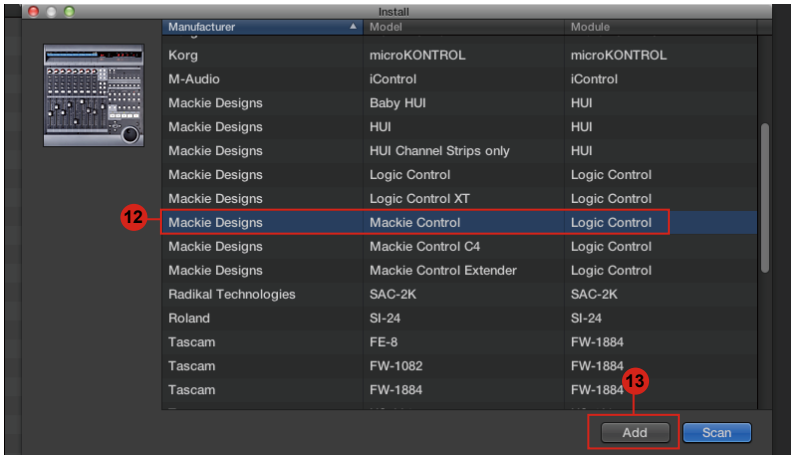 Install
Manufacturer Model Module
Korg microKONTROL microKONTROL
M-Audio iControl iControl
Mackie Designs Baby HUI HUI
Mackie Designs HUI HUI
Mackie Designs HUI Channel Strips only HUI
Mackie Designs Logic Control Logic Control
Mackie Designs Logic Control XT Logic Control
12 Mackie Designs Mackie Control Logic Control
Mackie Designs Mackie Control C4 Logic Control
Mackie Designs Mackie Control Extender Logic Control
Radikal Technologies SAC-2K SAC-2K
Roland SI-24 SI-24
Tascam FE-8 FW-1884
Tascam FW-1082 FW-1884
Tascam FW-1884 FW-1884
13
Add Scan